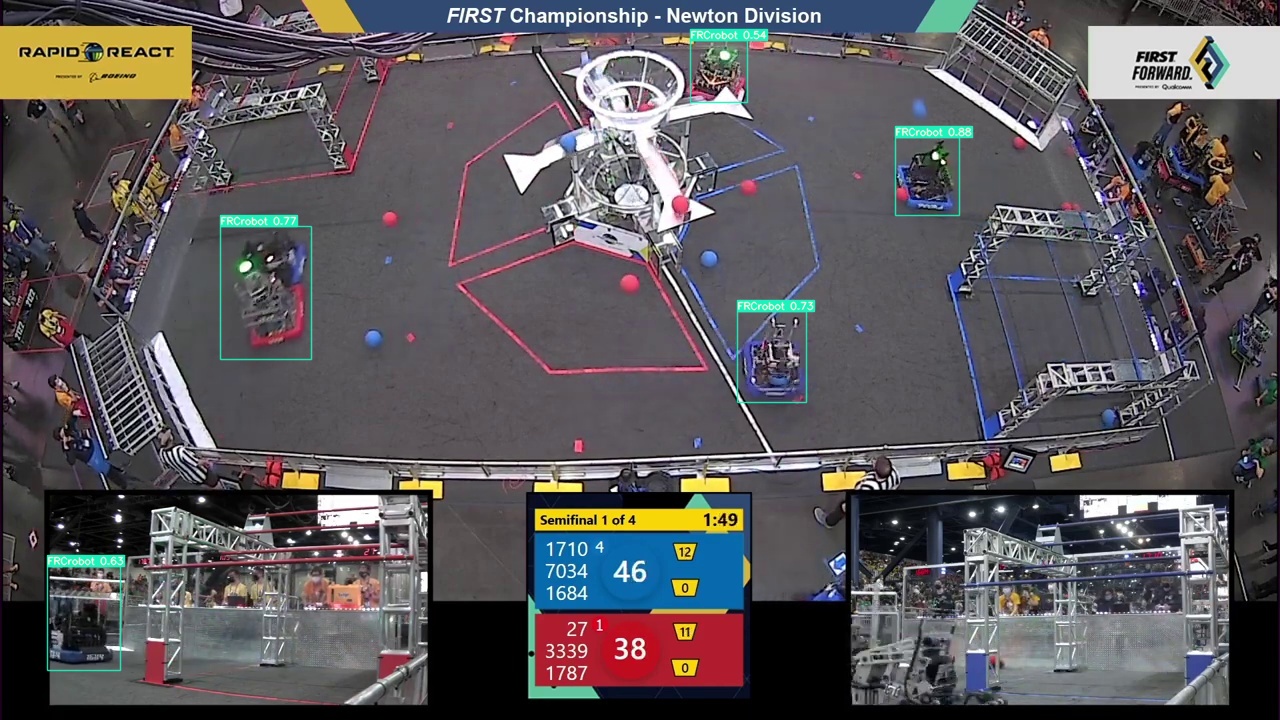 FIRST Championship - Newton Division
RAPID REACT
PRESENTED BY BOEING
FIRST
FORWARD
PRESENTED BY Qualcomm
FRCrobot 0.54
FRCrobot 0.88
FRCrobot 0.77
FRCrobot 0.73
FRCrobot 0.63
Semifinal 1 of 4 1:49
1710 4
7034
1684
46
12
0
27 1
3339
1787
38
11
0